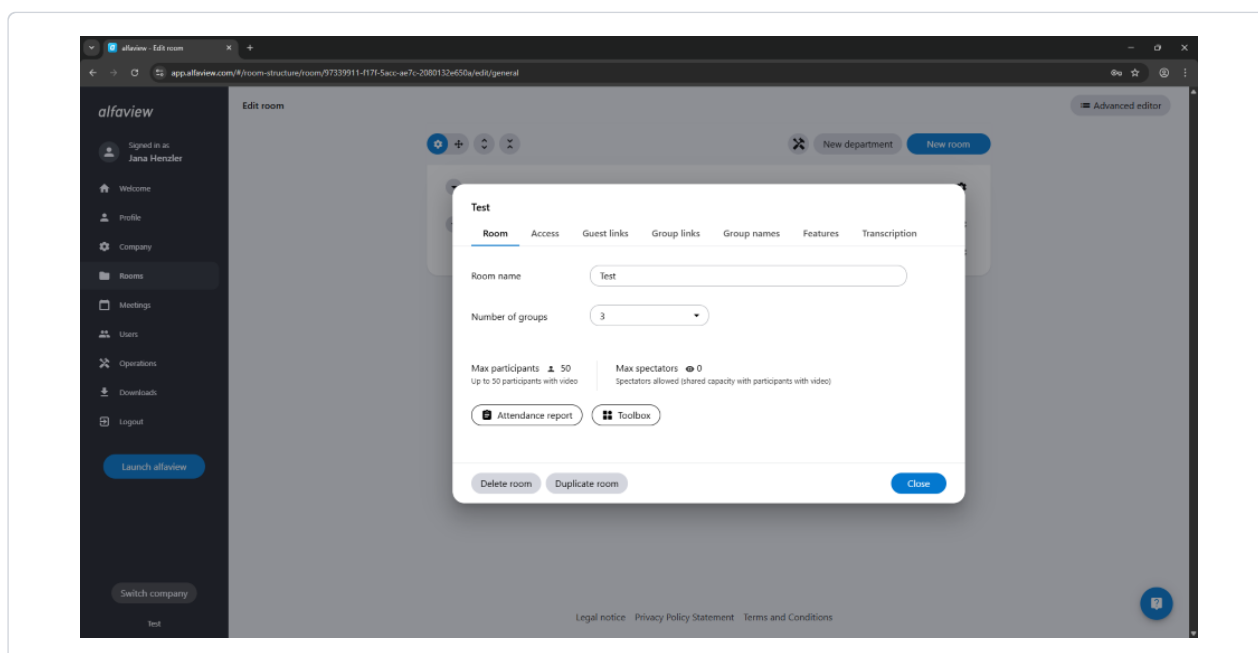 alfaview - Edit room
app.alfaview.com/#/room-structure/room/97339911-f17f-5acc-ae7c-2080132e650a/edit/general
alfaview
Edit room
Advanced editor
Signed in as
Jana Henzler
New department
New room
Welcome
Profile
Company
Rooms
Meetings
Users
Operations
Downloads
Logout
Launch alfaview
Switch company
Test
Test
Room Access Guest links Group links Group names Features Transcription
Room name Test
Number of groups 3
Max participants 50 Max spectators 0
Up to 50 participants with video Spectators allowed (shared capacity with participants with video)
Attendance report Toolbox
Delete room Duplicate room Close
Legal notice Privacy Policy Statement Terms and Conditions